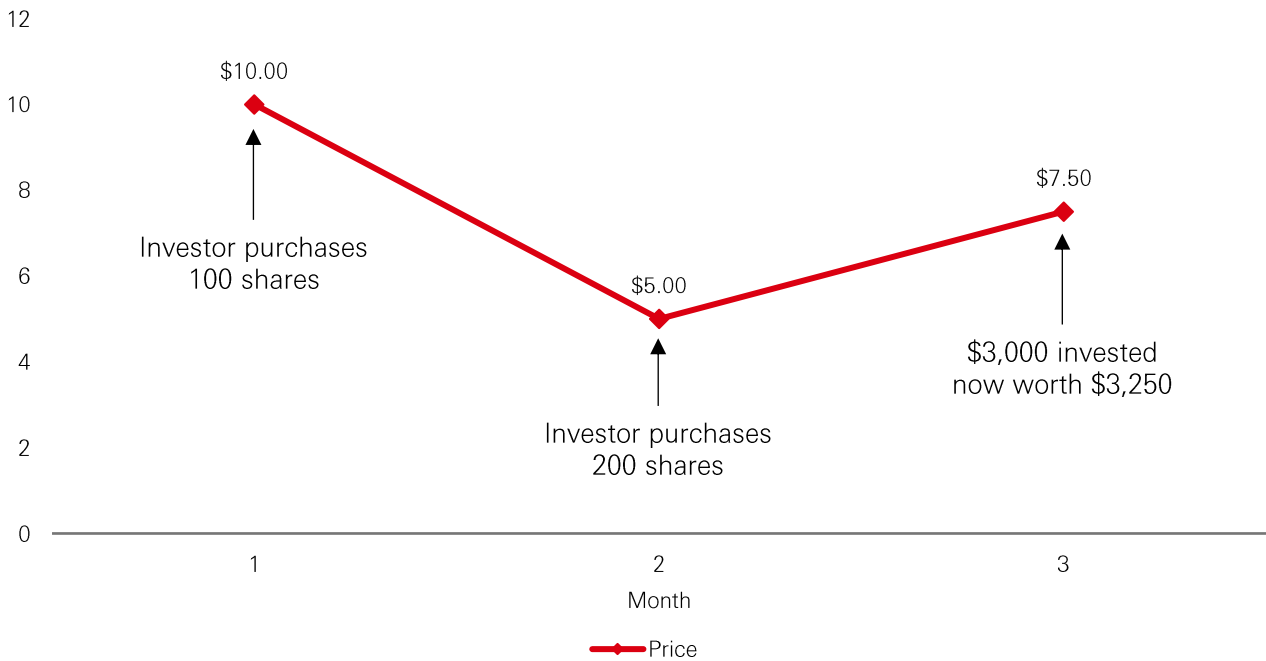 12
$10.00
10
8
$7.50
Investor purchases
100 shares
6
$5.00
4
$3,000 invested
now worth $3,250
Investor purchases
200 shares
2
0
1
2
3
Month
Price